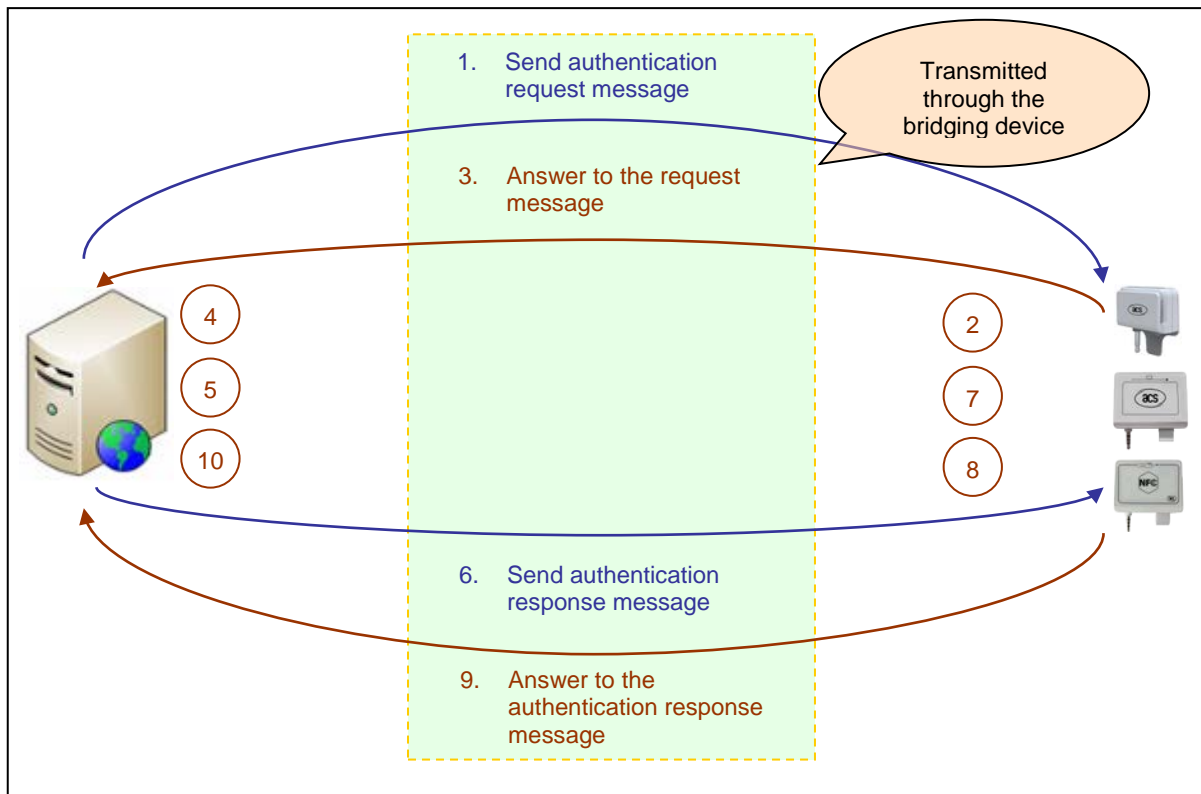 1. Send authentication
request message
Transmitted
through the
bridging device
3. Answer to the request
message
4
2
acs
5
7
acs
10
8
NFC
6. Send authentication
response message
9. Answer to the
authentication response
message